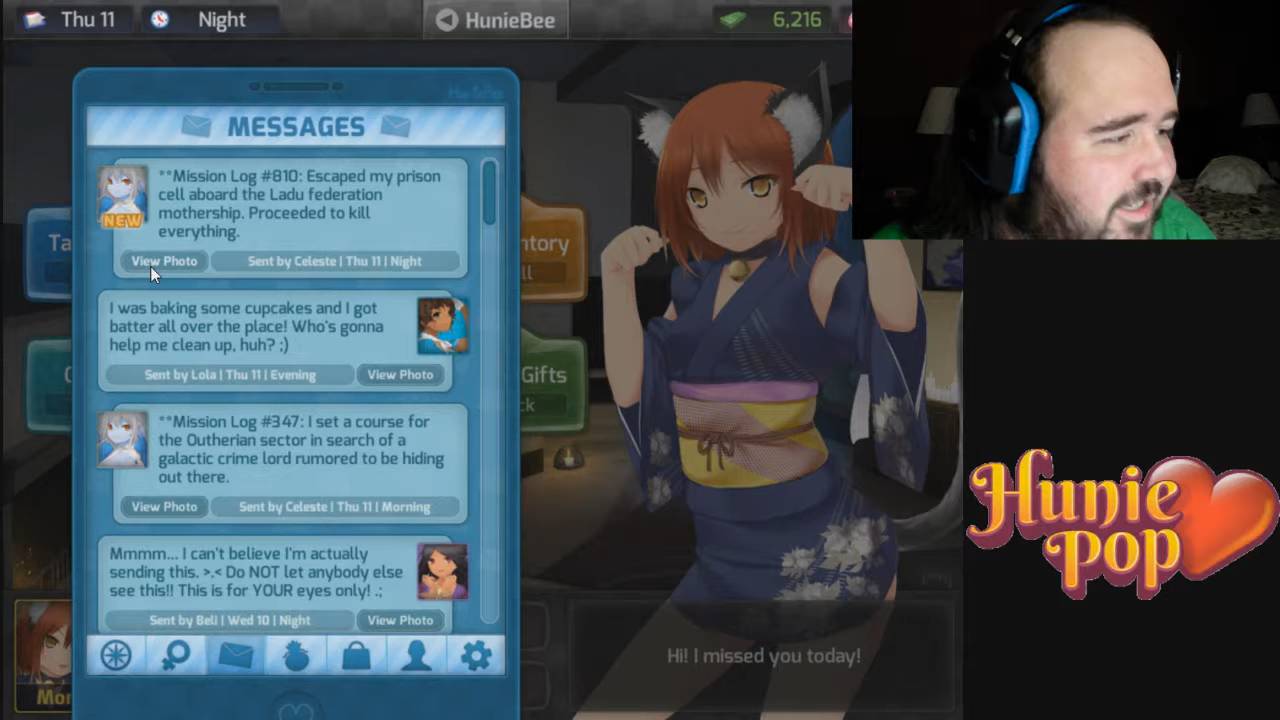 Thu 11
Night
HunieBee
6,216
MESSAGES
**Mission Log #810: Escaped my prison
cell aboard the Ladu federation
mothership. Proceeded to kill
everything.
NEW
View Photo
Sent by Celeste | Thu 11 | Night
I was baking some cupcakes and I got
batter all over the place! Who's gonna
help me clean up, huh? ;)
Sent by Lola | Thu 11 | Evening
View Photo
**Mission Log #347: I set a course for
the Outherian sector in search of a
galactic crime lord rumored to be hiding
out there.
View Photo
Sent by Celeste | Thu 11 | Morning
Mmmm... I can't believe I'm actually
sending this. >.< Do NOT let anybody else
see this!! This is for YOUR eyes only! .;
Sent by Beli | Wed 10 | Night
View Photo
Ta
ntory
Gifts
Hi! I missed you today!
Hunie
Pop